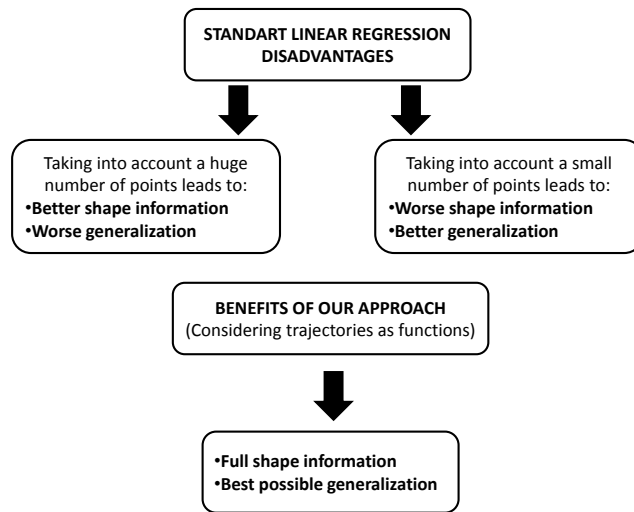 STANDART LINEAR REGRESSION
DISADVANTAGES
Taking into account a huge
number of points leads to:
•Better shape information
•Worse generalization
Taking into account a small
number of points leads to:
•Worse shape information
•Better generalization
BENEFITS OF OUR APPROACH
(Considering trajectories as functions)
•Full shape information
•Best possible generalization